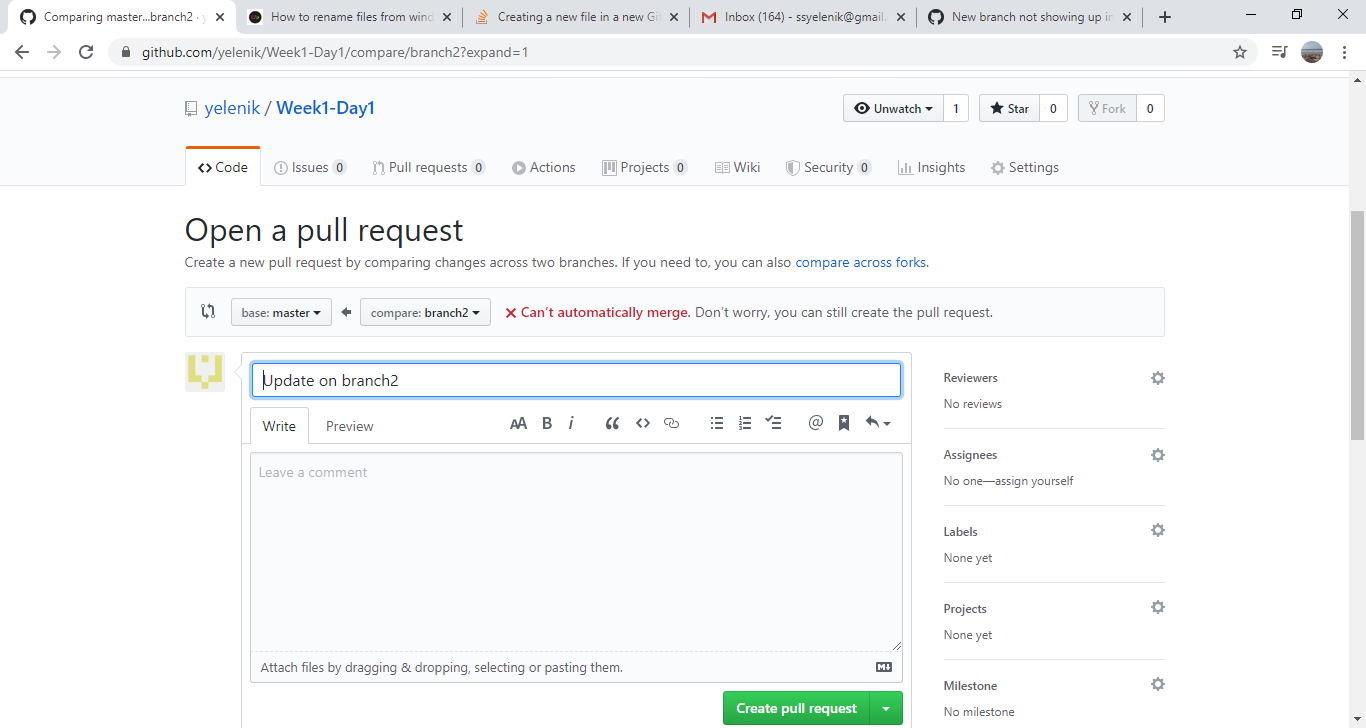 Comparing master...branch2 ·
How to rename files from wind
Creating a new file in a new Git
Inbox (164) - ssyelenik@gmail.
New branch not showing up in
github.com/yelenik/Week1-Day1/compare/branch2?expand=1
yelenik / Week1-Day1
Unwatch 1 Star 0 Fork 0
Code Issues 0 Pull requests 0 Actions Projects 0 Wiki Security 0 Insights Settings
Open a pull request
Create a new pull request by comparing changes across two branches. If you need to, you can also compare across forks.
base: master compare: branch2 Can't automatically merge. Don't worry, you can still create the pull request.
Update on branch2
Write Preview AA B i @
Leave a comment
Attach files by dragging & dropping, selecting or pasting them.
Create pull request
Reviewers
No reviews
Assignees
No one—assign yourself
Labels
None yet
Projects
None yet
Milestone
No milestone